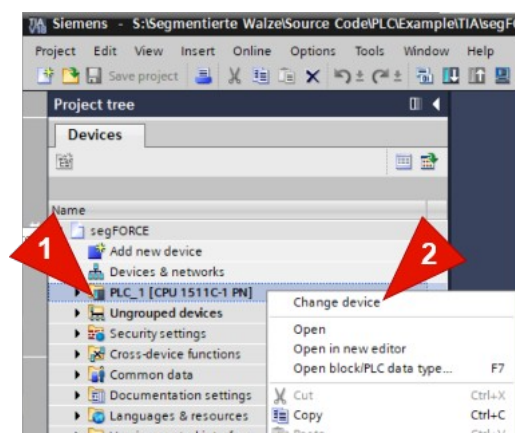 Siemens - S:\Segmentierte Walze\Source Code\PLC\Example\TIA\segF
Project Edit View Insert Online Options Tools Window Help
Save project
Project tree
Devices
Name
segFORCE
1
2
Add new device
Devices & networks
PLC_1 [CPU 1511C-1 PN]
Change device
Ungrouped devices
Open
Security settings
Open in new editor
Cross-device functions
Open block/PLC data type... F7
Common data
Documentation settings
Cut Ctrl+X
Languages & resources
Copy Ctrl+C